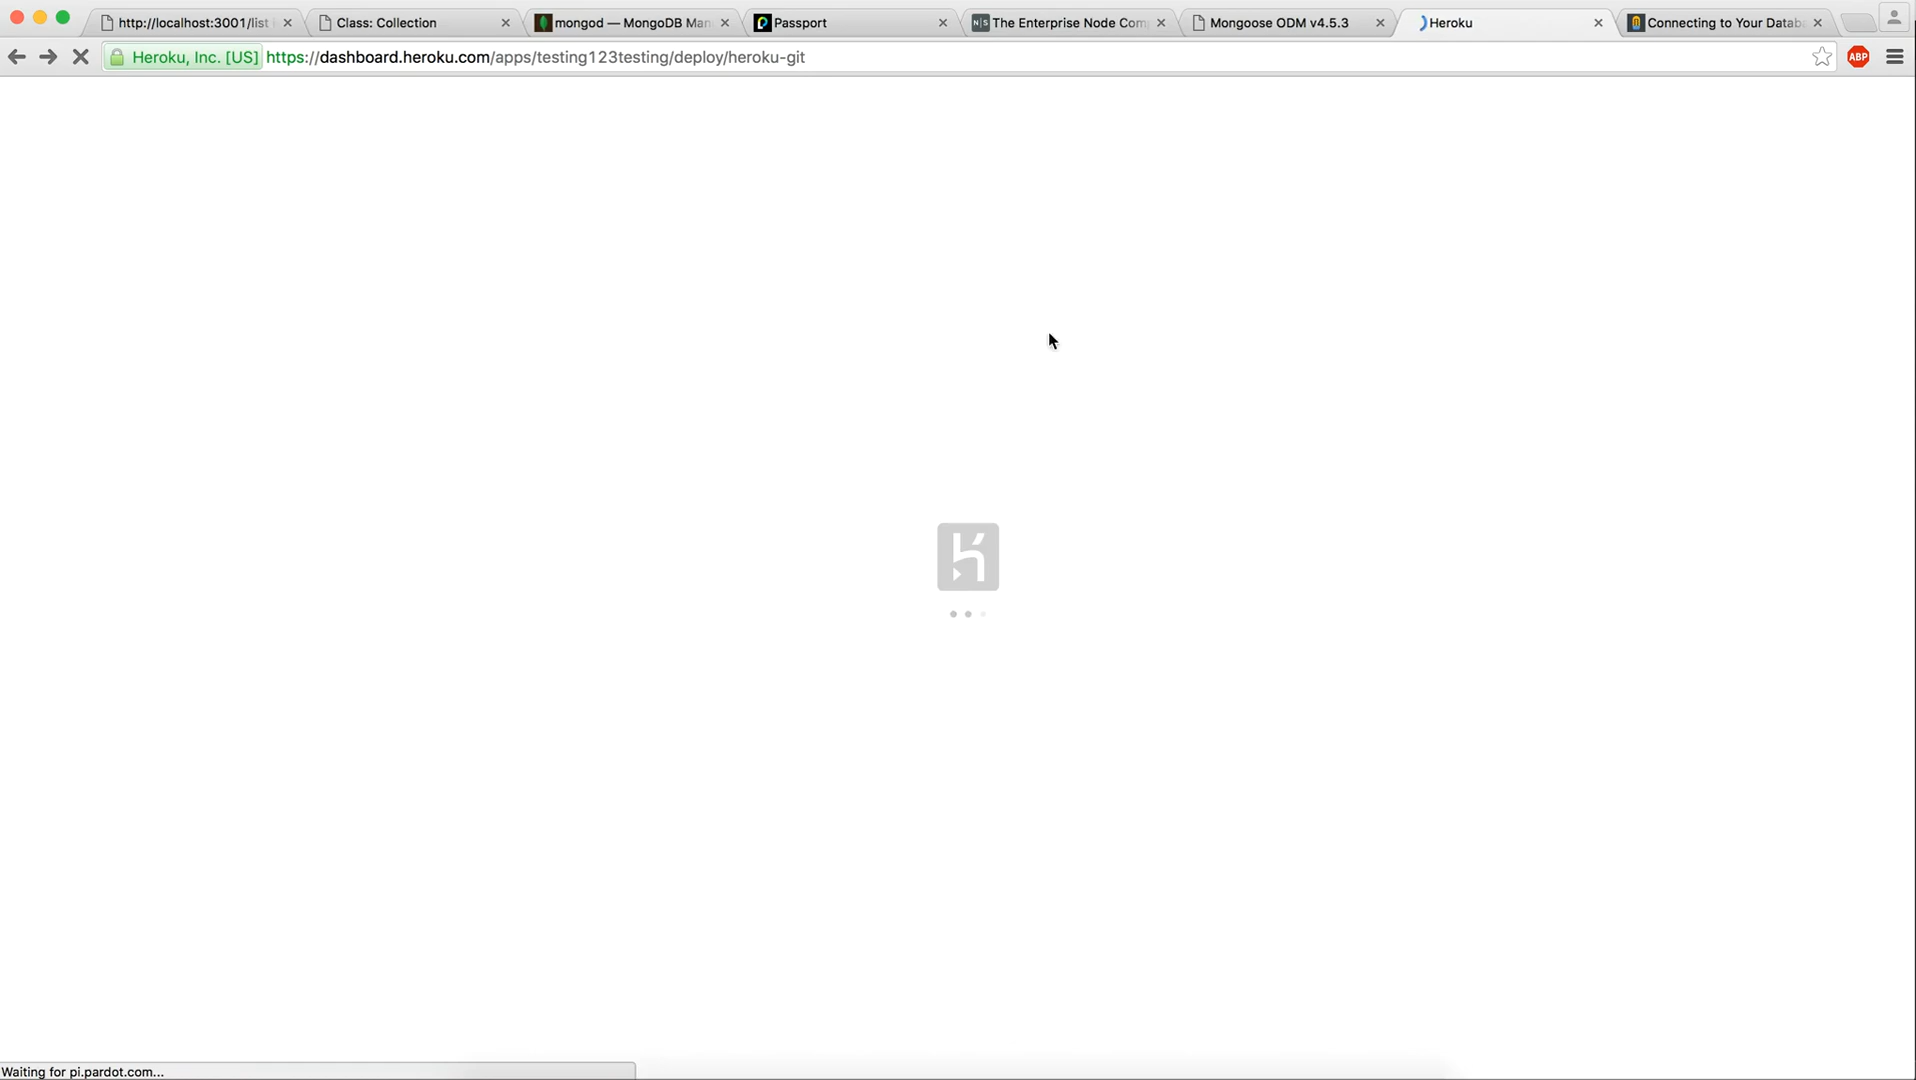 http://localhost:3001/list
Class: Collection
mongod — MongoDB Man
Passport
N|S
The Enterprise Node Com
Mongoose ODM v4.5.3
Heroku
Connecting to Your Databa
Heroku, Inc. [US]
https://dashboard.heroku.com/apps/testing123testing/deploy/heroku-git
ABP
Waiting for pi.pardot.com...